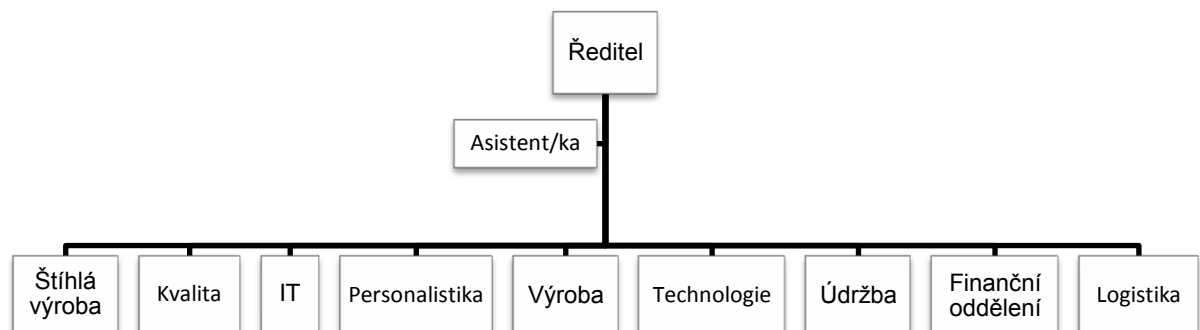 Ředitel
Asistent/ka
Štíhlá
výroba
Kvalita
IT
Personalistika
Výroba
Technologie
Údržba
Finanční
oddělení
Logistika